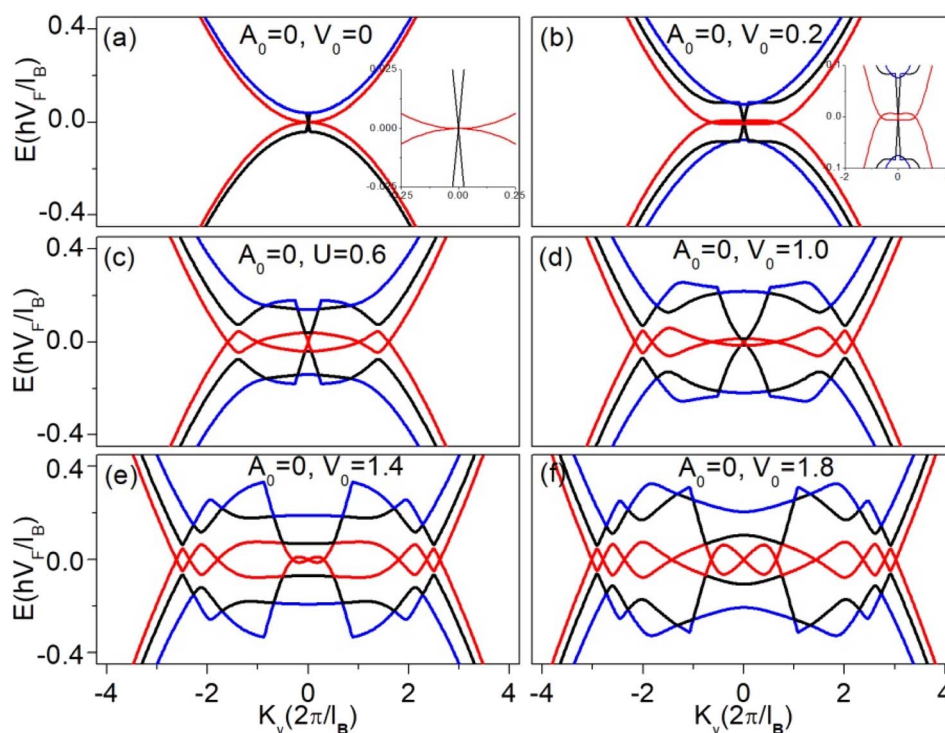 (a) A₀=0, V₀=0
(b) A₀=0, V₀=0.2
E(hV_F/l_B)
0.4
0.0
-0.4
0.025
0.000
-0.025
-0.25 0.00 0.25
0.1
-0.1
-2 0
(c) A₀=0, U=0.6
(d) A₀=0, V₀=1.0
E(hV_F/l_B)
0.4
0.0
-0.4
(e) A₀=0, V₀=1.4
(f) A₀=0, V₀=1.8
E(hV_F/l_B)
0.4
0.0
-0.4
-4 -2 0 2 4
-2 0 2 4
K_y(2π/l_B)
K_y(2π/l_B)